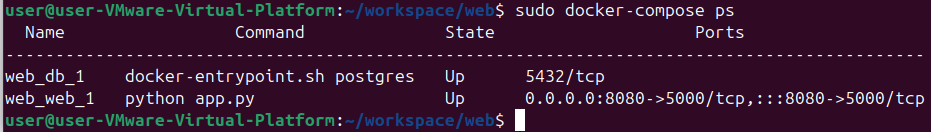 user@user-VMware-Virtual-Platform:~/workspace/web$ sudo docker-compose ps
Name Command State Ports
--------------------------------------------------------------------------------------------
web_db_1 docker-entrypoint.sh postgres Up 5432/tcp
web_web_1 python app.py Up 0.0.0.0:8080->5000/tcp,:::8080->5000/tcp
user@user-VMware-Virtual-Platform:~/workspace/web$